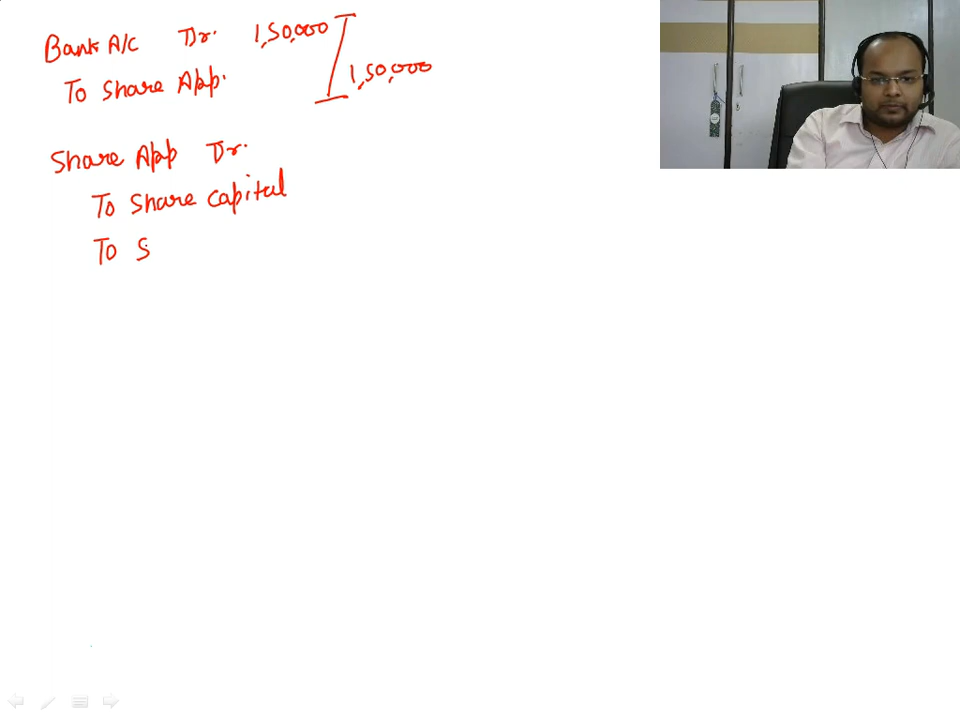 Bank A/C Dr. 1,50,000
To Share App. 1,50,000
Share App Dr.
To Share Capital
To S